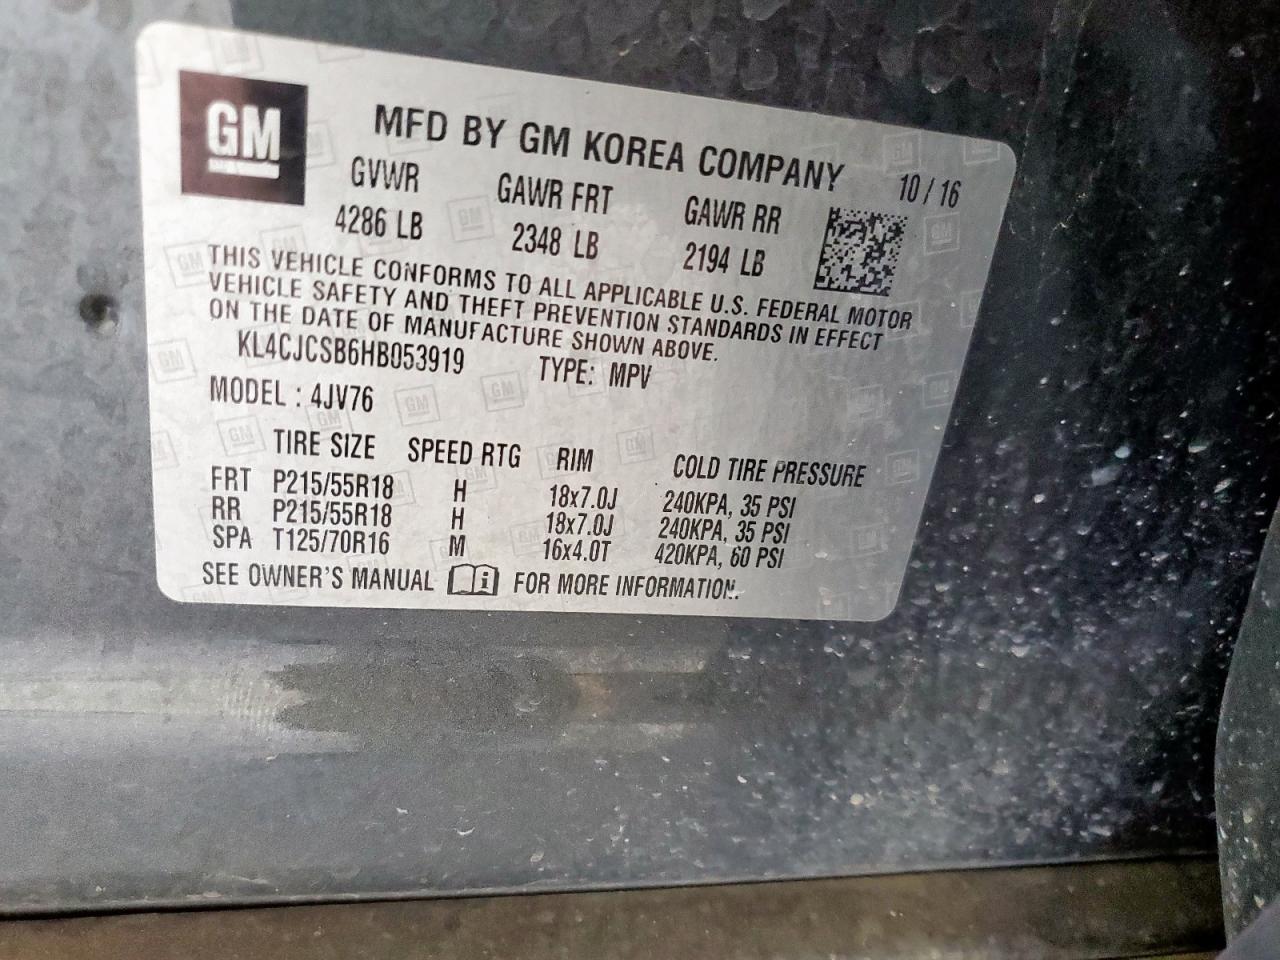 GM
MFD BY GM KOREA COMPANY 10 / 16
GVWR GAWR FRT GAWR RR
4286 LB 2348 LB 2194 LB
THIS VEHICLE CONFORMS TO ALL APPLICABLE U.S. FEDERAL MOTOR
VEHICLE SAFETY AND THEFT PREVENTION STANDARDS IN EFFECT
ON THE DATE OF MANUFACTURE SHOWN ABOVE.
KL4CJCSB6HB053919 TYPE: MPV
MODEL : 4JV76
TIRE SIZE SPEED RTG RIM COLD TIRE PRESSURE
FRT P215/55R18 H 18x7.0J 240KPA, 35 PSI
RR P215/55R18 H 18x7.0J 240KPA, 35 PSI
SPA T125/70R16 M 16x4.0T 420KPA, 60 PSI
SEE OWNER'S MANUAL FOR MORE INFORMATION.